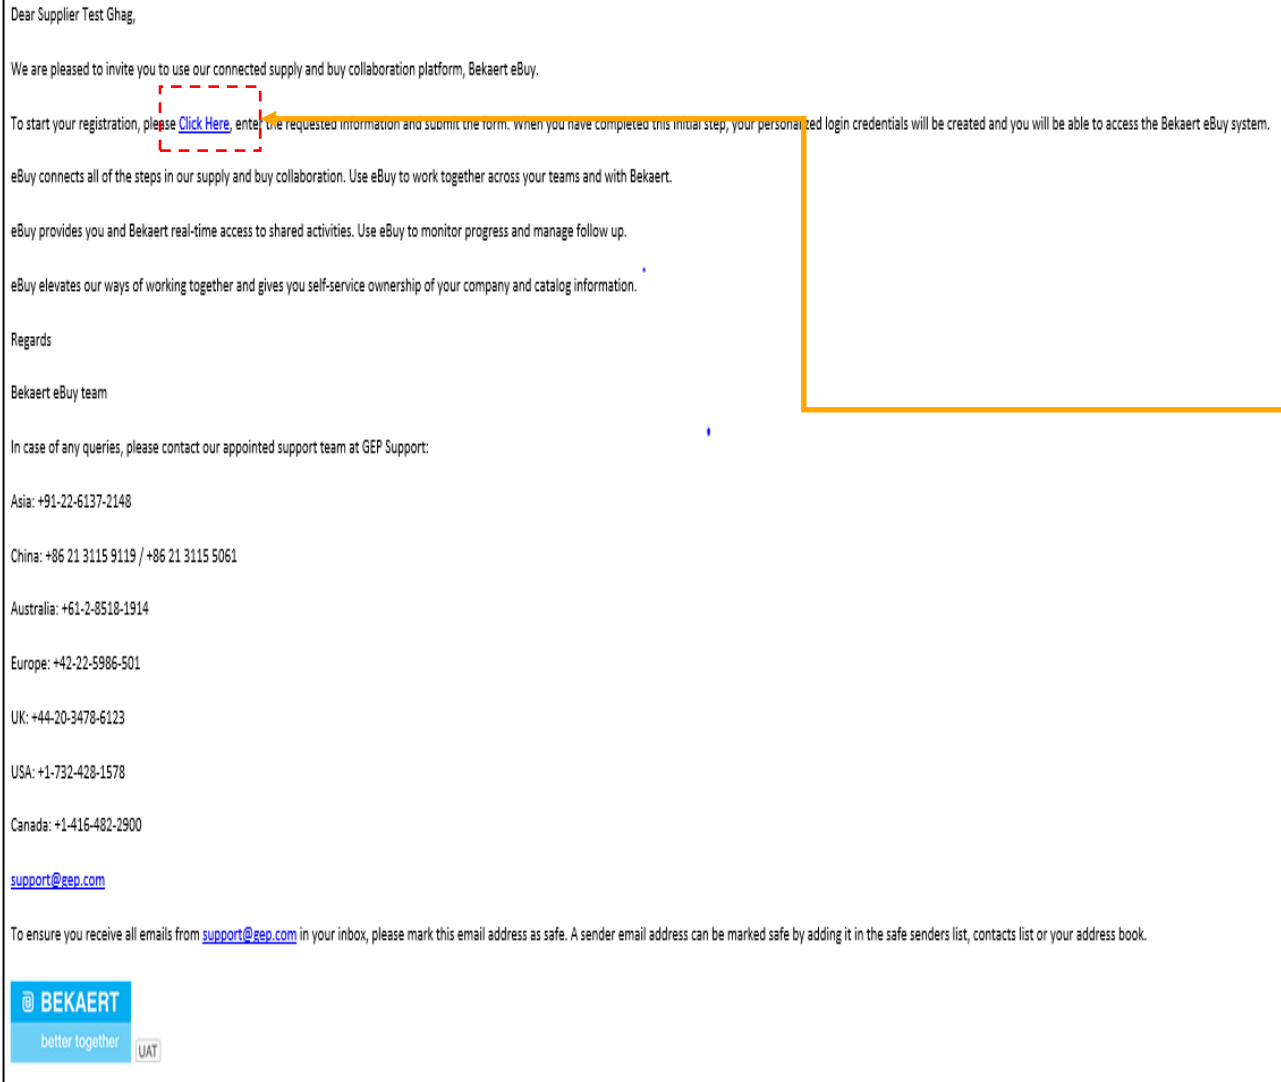 Dear Supplier Test Ghag,
We are pleased to invite you to use our connected supply and buy collaboration platform, Bekaert eBuy.
To start your registration, please Click Here, enter the requested information and submit the form. When you have completed this initial step, your personalized login credentials will be created and you will be able to access the Bekaert eBuy system.
eBuy connects all of the steps in our supply and buy collaboration. Use eBuy to work together across your teams and with Bekaert.
eBuy provides you and Bekaert real-time access to shared activities. Use eBuy to monitor progress and manage follow up.
eBuy elevates our ways of working together and gives you self-service ownership of your company and catalog information.
Regards
Bekaert eBuy team
In case of any queries, please contact our appointed support team at GEP Support:
Asia: +91-22-6137-2148
China: +86 21 3115 9119 / +86 21 3115 5061
Australia: +61-2-8518-1914
Europe: +42-22-5986-501
UK: +44-20-3478-6123
USA: +1-732-428-1578
Canada: +1-416-482-2900
support@gep.com
To ensure you receive all emails from support@gep.com in your inbox, please mark this email address as safe. A sender email address can be marked safe by adding it in the safe senders list, contacts list or your address book.
BEKAERT
better together
UAT